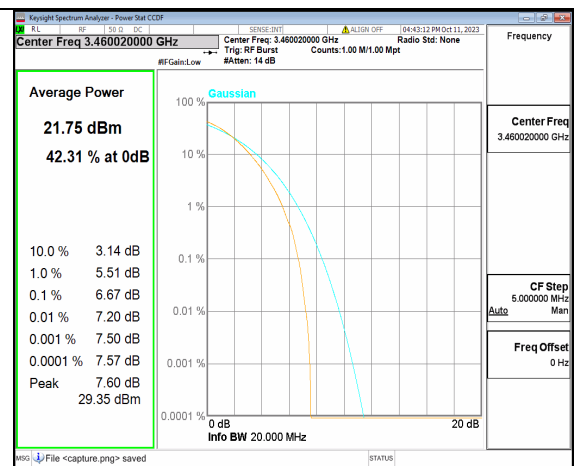 Keysight Spectrum Analyzer - Power Stat CCDF
RL RF 50 Ω DC SENSE:INT ALIGN OFF 04:43:12 PM Oct 11, 2023
Center Freq 3.460020000 GHz
Center Freq: 3.460020000 GHz Radio Std: None
Trig: RF Burst Counts:1.00 M/1.00 Mpt
#IFGain:Low #Atten: 14 dB
Frequency
Average Power
21.75 dBm
42.31 % at 0dB
10.0 % 3.14 dB
1.0 % 5.51 dB
0.1 % 6.67 dB
0.01 % 7.20 dB
0.001 % 7.50 dB
0.0001 % 7.57 dB
Peak 7.60 dB
29.35 dBm
Gaussian
100 %
10 %
1 %
0.1 %
0.01 %
0.001 %
0.0001 %
0 dB 20 dB
Info BW 20.000 MHz
Center Freq
3.460020000 GHz
CF Step
5.000000 MHz
Auto Man
Freq Offset
0 Hz
MSG File <capture.png> saved STATUS